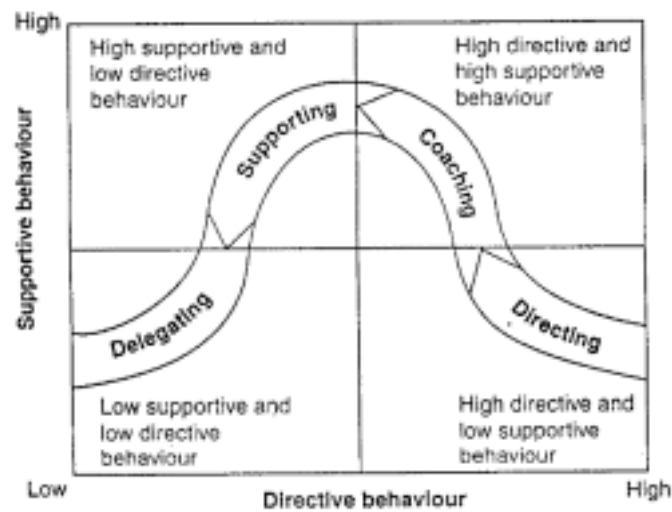 High
High supportive and
low directive
behaviour
High directive and
high supportive
behaviour
Supporting
Coaching
Supportive behaviour
Delegating
Directing
Low supportive and
low directive
behaviour
High directive and
low supportive
behaviour
Low
Directive behaviour
High